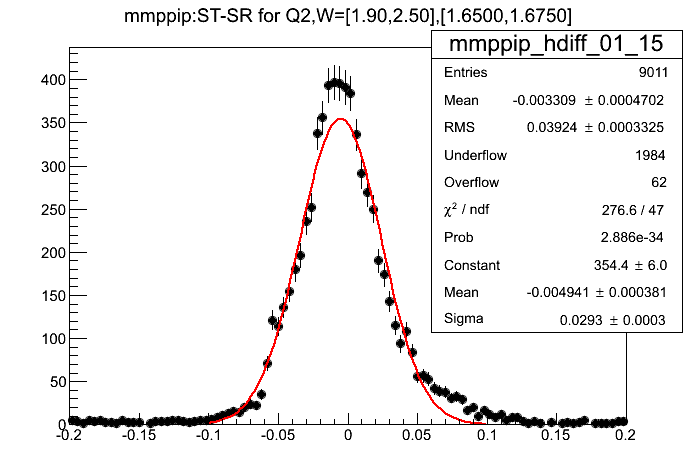 mmppip:ST-SR for Q2,W=[1.90,2.50],[1.6500,1.6750]
mmppip_hdiff_01_15
Entries 9011
Mean -0.003309 ± 0.0004702
RMS 0.03924 ± 0.0003325
Underflow 1984
Overflow 62
χ² / ndf 276.6 / 47
Prob 2.886e-34
Constant 354.4 ± 6.0
Mean -0.004941 ± 0.000381
Sigma 0.0293 ± 0.0003
400
350
300
250
200
150
100
50
0
-0.2 -0.15 -0.1 -0.05 0 0.05 0.1 0.15 0.2